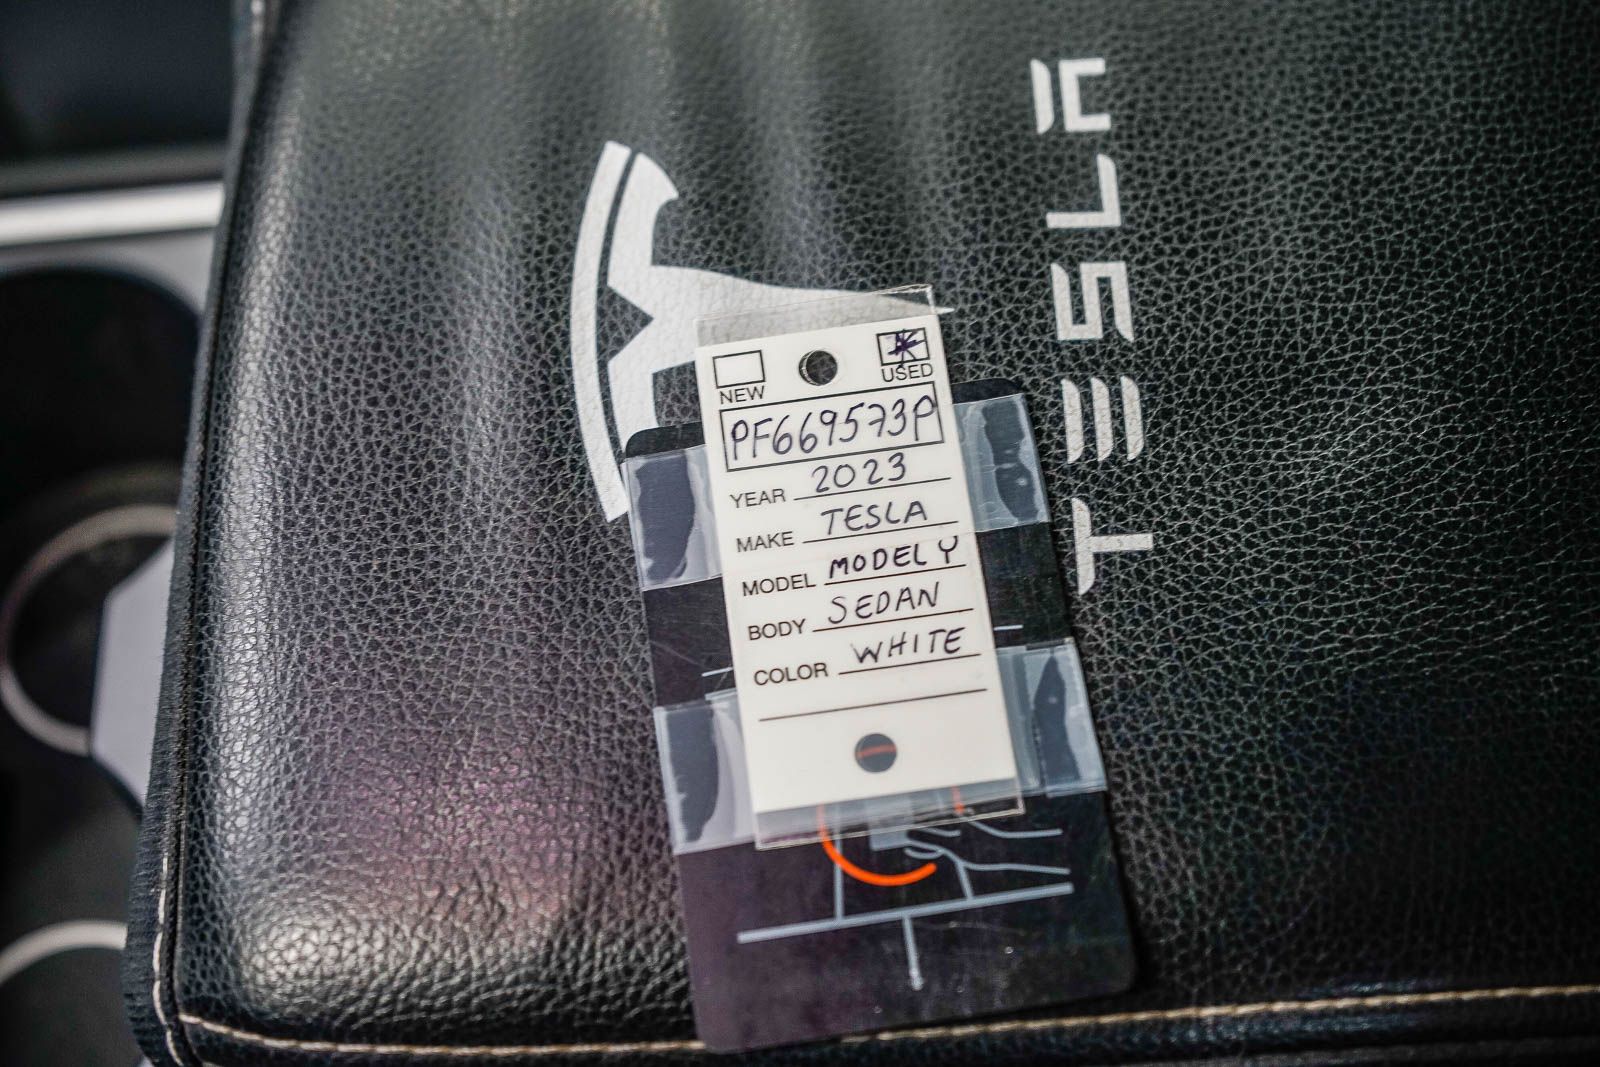 TESLA
NEW USED
PF669573P
YEAR 2023
MAKE TESLA
MODEL MODEL Y
BODY SEDAN
COLOR WHITE